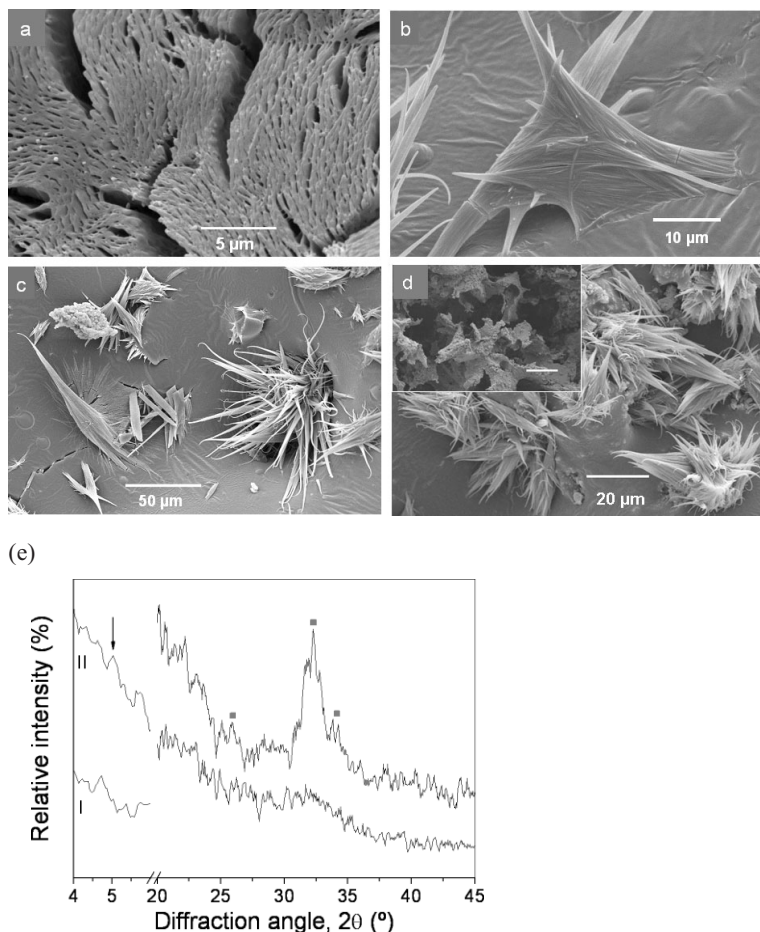 a
5 µm
b
10 µm
c
50 µm
d
20 µm
(e)
Relative intensity (%)
II
I
4 5 20 25 30 35 40 45
Diffraction angle, 2θ (º)